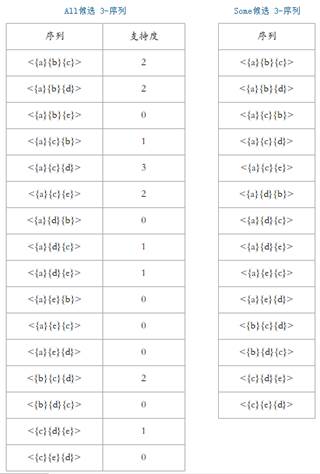 All候选 3-序列
序列 支持度
<{a}{b}{c}> 2
<{a}{b}{d}> 2
<{a}{b}{e}> 0
<{a}{c}{b}> 1
<{a}{c}{d}> 3
<{a}{c}{e}> 2
<{a}{d}{b}> 0
<{a}{d}{c}> 1
<{a}{d}{e}> 1
<{a}{e}{b}> 0
<{a}{e}{c}> 0
<{a}{e}{d}> 0
<{b}{c}{d}> 2
<{b}{d}{c}> 0
<{c}{d}{e}> 1
<{c}{e}{d}> 0
Some候选 3-序列
序列
<{a}{b}{c}>
<{a}{b}{d}>
<{a}{c}{b}>
<{a}{c}{d}>
<{a}{c}{e}>
<{a}{d}{b}>
<{a}{d}{c}>
<{a}{d}{e}>
<{a}{e}{c}>
<{a}{e}{d}>
<{b}{c}{d}>
<{b}{d}{c}>
<{c}{d}{e}>
<{c}{e}{d}>